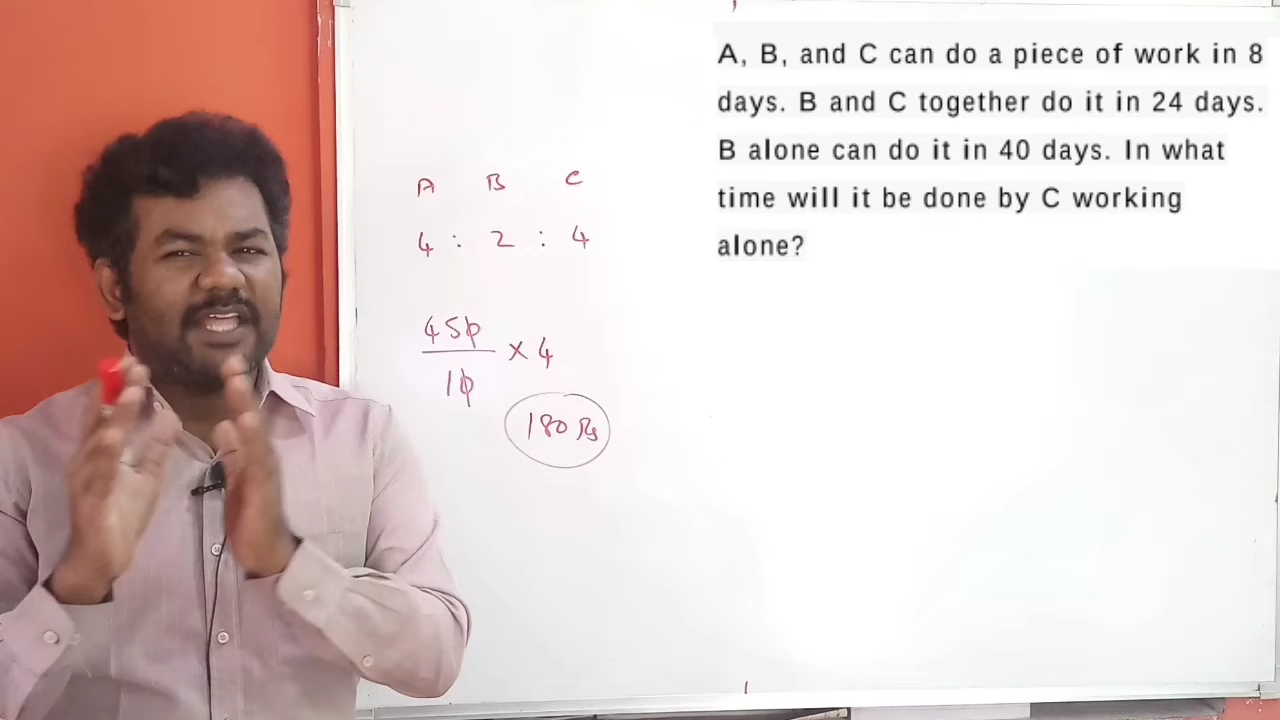 A B C
4 : 2 : 4
450
10
× 4
180 Rs
A, B, and C can do a piece of work in 8
days. B and C together do it in 24 days.
B alone can do it in 40 days. In what
time will it be done by C working
alone?